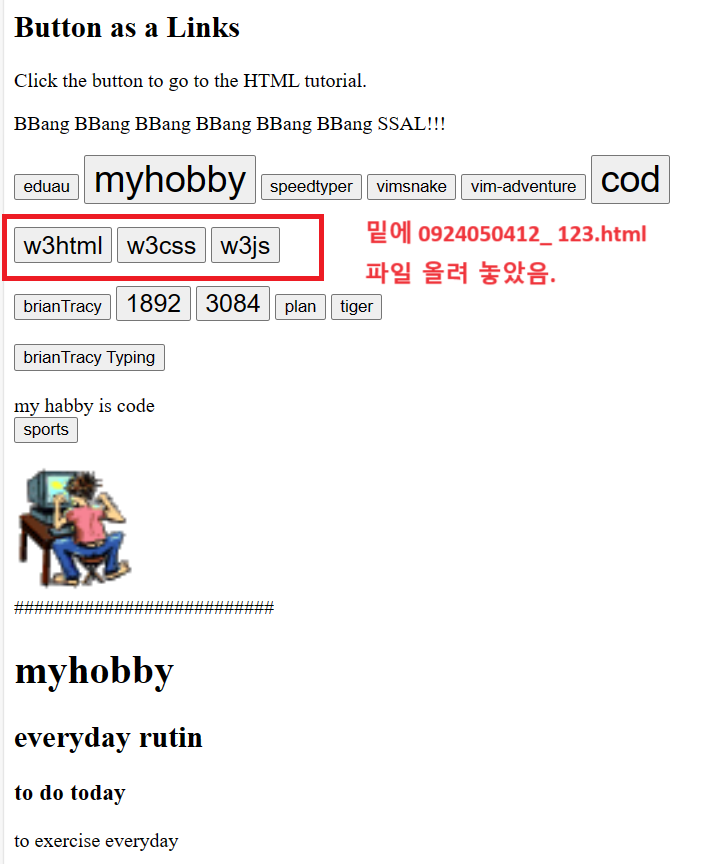 Button as a Links
Click the button to go to the HTML tutorial.
BBang BBang BBang BBang BBang BBang SSAL!!!
eduau myhobby speedtyper vimsnake vim-adventure cod
w3html w3css w3js
밑에 0924050412_ 123.html
파일 올려 놓았음.
brianTracy 1892 3084 plan tiger
brianTracy Typing
my habby is code
sports
##########################
myhobby
everyday rutin
to do today
to exercise everyday